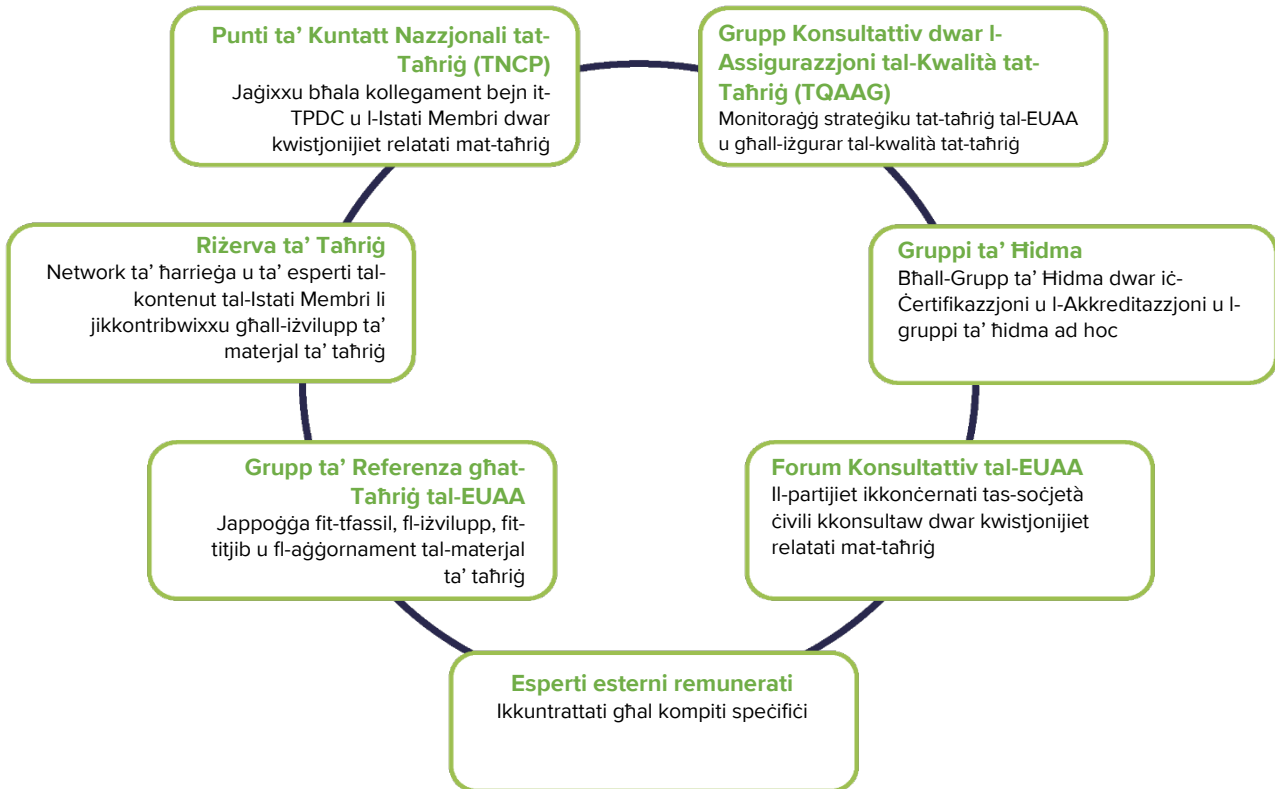 Punti ta’ Kuntatt Nazzjonali tat-
Taħriġ (TNCP)
Jaġixxu bħala kollegament bejn it-
TPDC u l-Istati Membri dwar
kwistjonijiet relatati mat-taħriġ
Grupp Konsultattiv dwar l-
Assigurazzjoni tal-Kwalità tat-
Taħriġ (TQAAG)
Monitoraġġ strateġiku tat-taħriġ tal-EUAA
u għall-iżgurar tal-kwalità tat-taħriġ
Riżerva ta’ Taħriġ
Network ta’ ħarrieġa u ta’ esperti tal-
kontenut tal-Istati Membri li
jikkontribwixxu għall-iżvilupp ta’
materjal ta’ taħriġ
Gruppi ta’ Ħidma
Bħall-Grupp ta’ Ħidma dwar iċ-
Ċertifikazzjoni u l-Akkreditazzjoni u l-
gruppi ta’ ħidma ad hoc
Grupp ta’ Referenza għat-
Taħriġ tal-EUAA
Jappoġġa fit-tfassil, fl-iżvilupp, fit-
titjib u fl-aġġornament tal-materjal
ta’ taħriġ
Forum Konsultattiv tal-EUAA
Il-partijiet ikkonċernati tas-soċjetà
ċivili kkonsultaw dwar kwistjonijiet
relatati mat-taħriġ
Esperti esterni remunerati
Ikkuntrattati għal kompiti speċifiċi